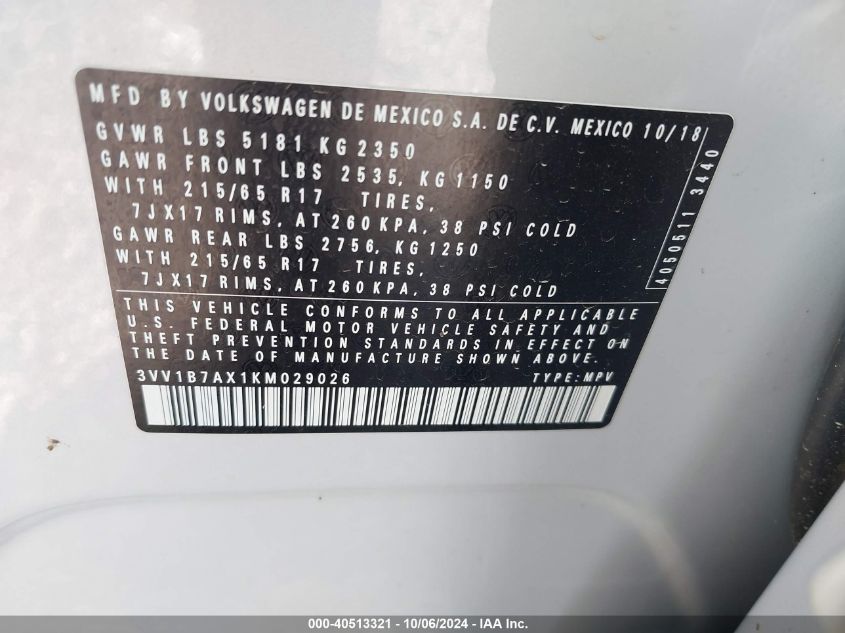 MFD BY VOLKSWAGEN DE MEXICO S.A. DE C.V. MEXICO 10/18
GVWR LBS 5181 KG 2350
GAWR FRONT LBS 2535, KG 1150
WITH 215/65 R17 TIRES,
7JX17 RIMS, AT 260 KPA, 38 PSI COLD
GAWR REAR LBS 2756, KG 1250
WITH 215/65 R17 TIRES,
7JX17 RIMS, AT 260 KPA, 38 PSI COLD
4050511 3440
THIS VEHICLE CONFORMS TO ALL APPLICABLE
U.S. FEDERAL MOTOR VEHICLE SAFETY AND
THEFT PREVENTION STANDARDS IN EFFECT ON
THE DATE OF MANUFACTURE SHOWN ABOVE.
3VV1B7AX1KM029026 TYPE: MPV
000-40513321 - 10/06/2024 - IAA Inc.